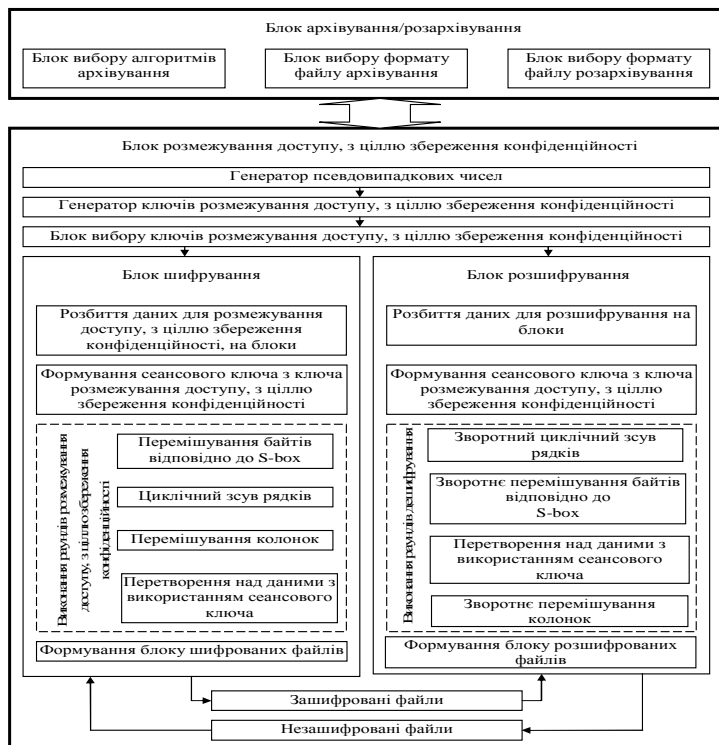 Блок архівування/розархівування
Блок вибору алгоритмів
архівування
Блок вибору формату
файлу архівування
Блок вибору формату
файлу розархівування
Блок розмежування доступу, з ціллю збереження конфіденційності
Генератор псевдовипадкових чисел
Генератор ключів розмежування доступу, з ціллю збереження конфіденційності
Блок вибору ключів розмежування доступу, з ціллю збереження конфіденційності
Блок шифрування
Розбиття даних для розмежування
доступу, з ціллю збереження
конфіденційності, на блоки
Формування сеансового ключа з ключа
розмежування доступу, з ціллю
збереження конфіденційності
Виконання раундів розмежування
доступу, з ціллю збереження
конфіденційності
Перемішування байтів
відповідно до S-box
Циклічний зсув рядків
Перемішування колонок
Перетворення над даними з
використанням сеансового
ключа
Формування блоку шифрованих файлів
Блок розшифрування
Розбиття даних для розшифрування на
блоки
Формування сеансового ключа з ключа
розмежування доступу, з ціллю
збереження конфіденційності
Виконання раундів дешифрування
Зворотний циклічний зсув
рядків
Зворотнє перемішування байтів
відповідно до
S-box
Перетворення над даними з
використанням сеансового
ключа
Зворотнє перемішування
колонок
Формування блоку розшифрованих
файлів
Зашифровані файли
Незашифровані файли